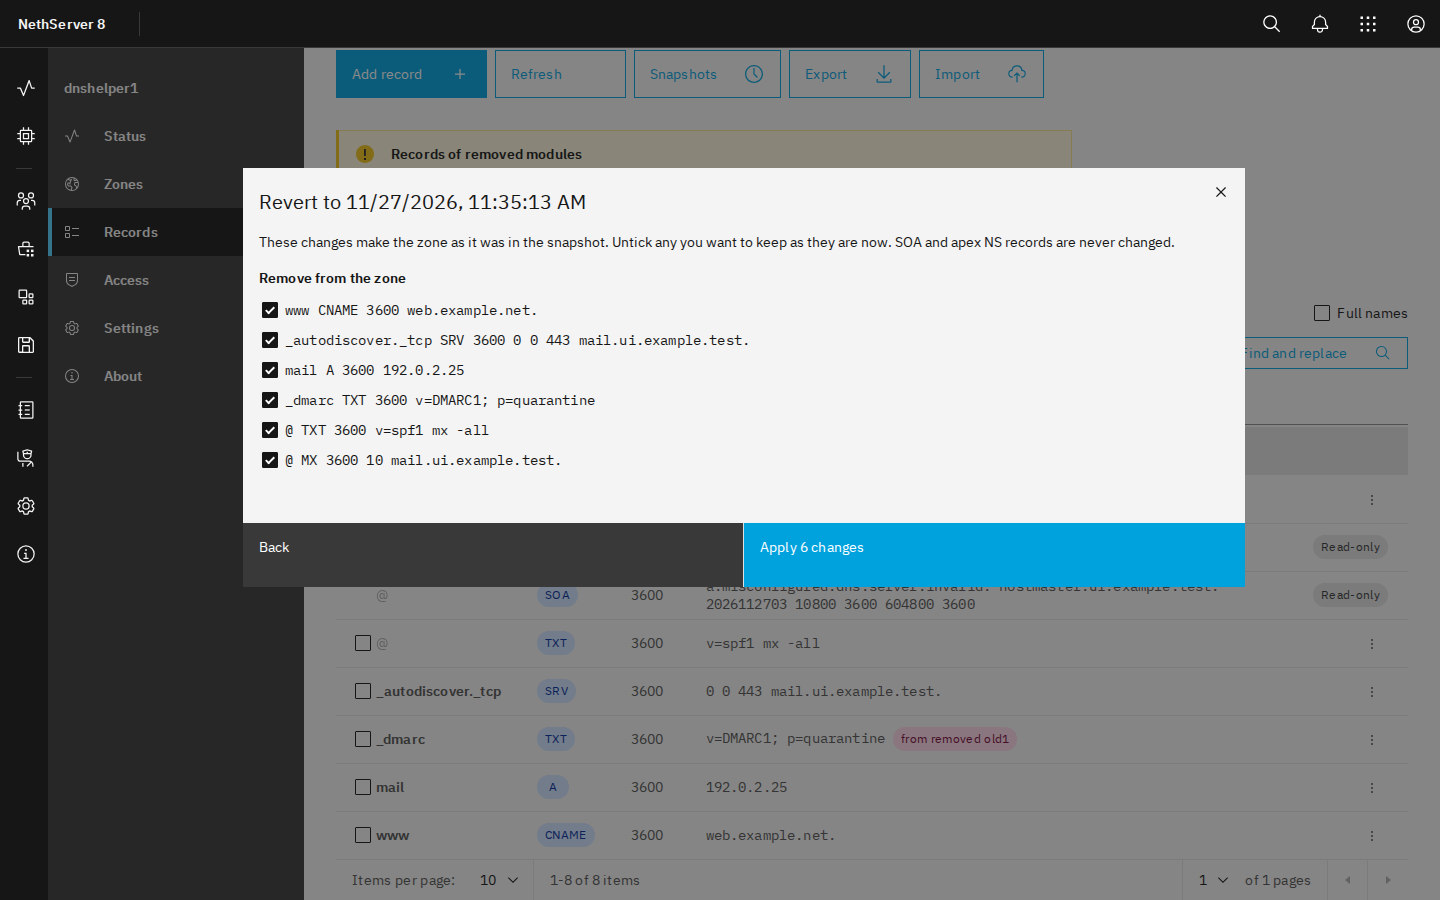 NetHServer 8
dnshelper1
Status
Zones
Records
Access
Settings
About
Add record
Refresh
Snapshots
Export
Import
Records of removed modules
Revert to 11/27/2026, 11:35:13 AM
These changes make the zone as it was in the snapshot. Untick any you want to keep as they are now. SOA and apex NS records are never changed.
Remove from the zone
www CNAME 3600 web.example.net.
_autodiscover._tcp SRV 3600 0 0 443 mail.ui.example.test.
mail A 3600 192.0.2.25
_dmarc TXT 3600 v=DMARC1; p=quarantine
@ TXT 3600 v=spf1 mx -all
@ MX 3600 10 mail.ui.example.test.
Back
Apply 6 changes
Full names
Find and replace
Read-only
@ SOA 3600 a.misconfigured.dns.server.invalid. hostmaster.ui.example.test.
2026112703 10800 3600 604800 3600
Read-only
@ TXT 3600 v=spf1 mx -all
_autodiscover._tcp SRV 3600 0 0 443 mail.ui.example.test.
_dmarc TXT 3600 v=DMARC1; p=quarantine from removed old1
mail A 3600 192.0.2.25
www CNAME 3600 web.example.net.
Items per page: 10 1-8 of 8 items 1 of 1 pages